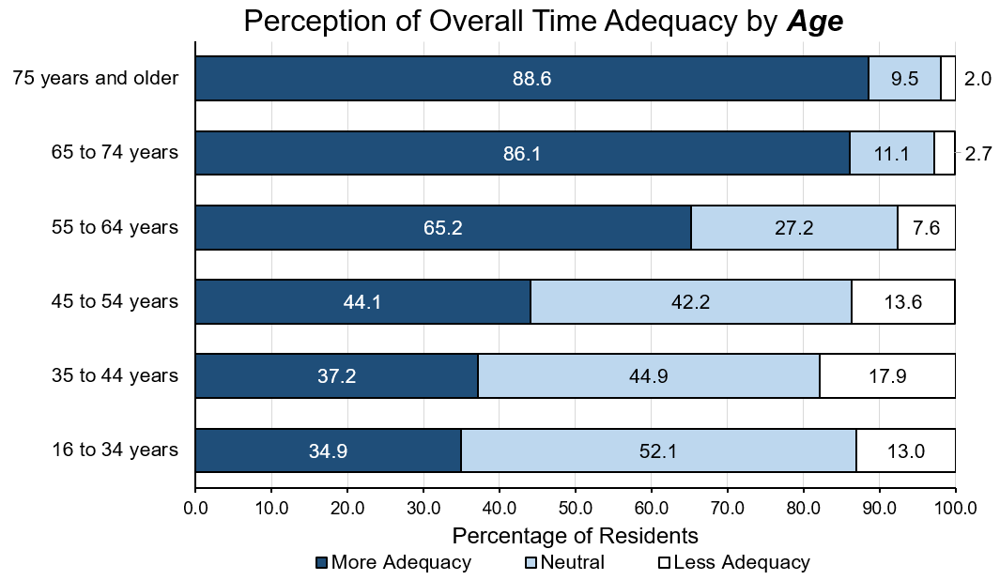 Perception of Overall Time Adequacy by Age
75 years and older 88.6 9.5 2.0
65 to 74 years 86.1 11.1 2.7
55 to 64 years 65.2 27.2 7.6
45 to 54 years 44.1 42.2 13.6
35 to 44 years 37.2 44.9 17.9
16 to 34 years 34.9 52.1 13.0
0.0 10.0 20.0 30.0 40.0 50.0 60.0 70.0 80.0 90.0 100.0
Percentage of Residents
More Adequacy Neutral Less Adequacy